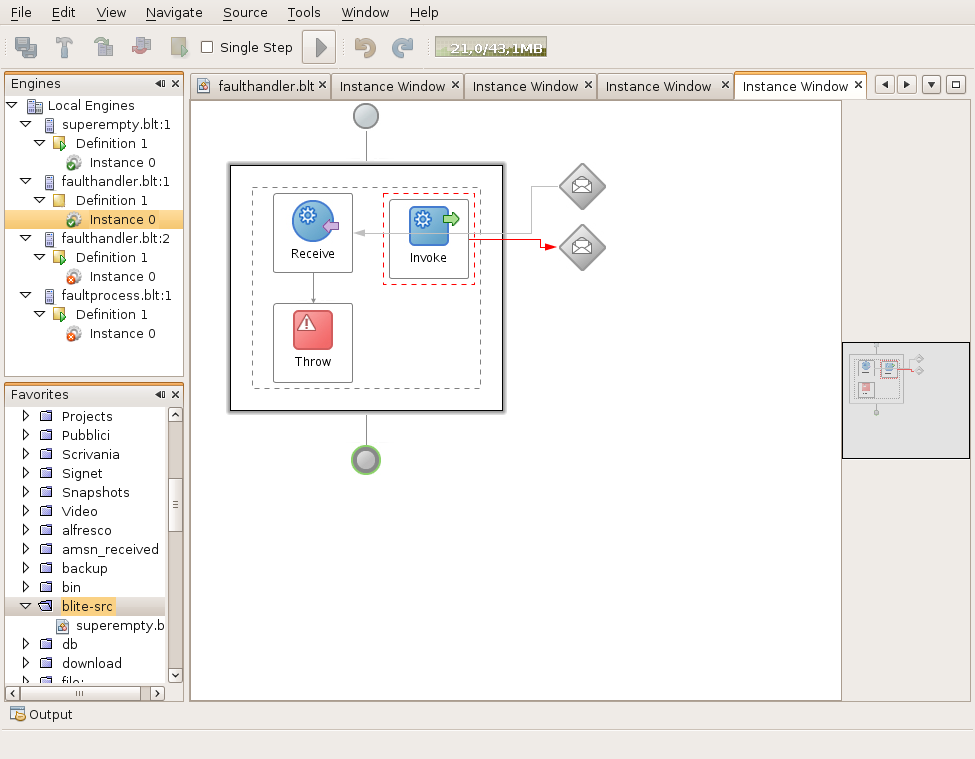 File Edit View Navigate Source Tools Window Help
Single Step 21,0/43,1MB
Engines
faulthandler.blt Instance Window Instance Window Instance Window Instance Window
Local Engines
superempty.blt:1
Definition 1
Instance 0
faulthandler.blt:1
Definition 1
Instance 0
faulthandler.blt:2
Definition 1
Instance 0
faultprocess.blt:1
Definition 1
Instance 0
Receive
Invoke
Throw
Favorites
Projects
Pubblici
Scrivania
Signet
Snapshots
Video
alfresco
amsn_received
backup
bin
blite-src
superempty.b
db
download
file:
Output